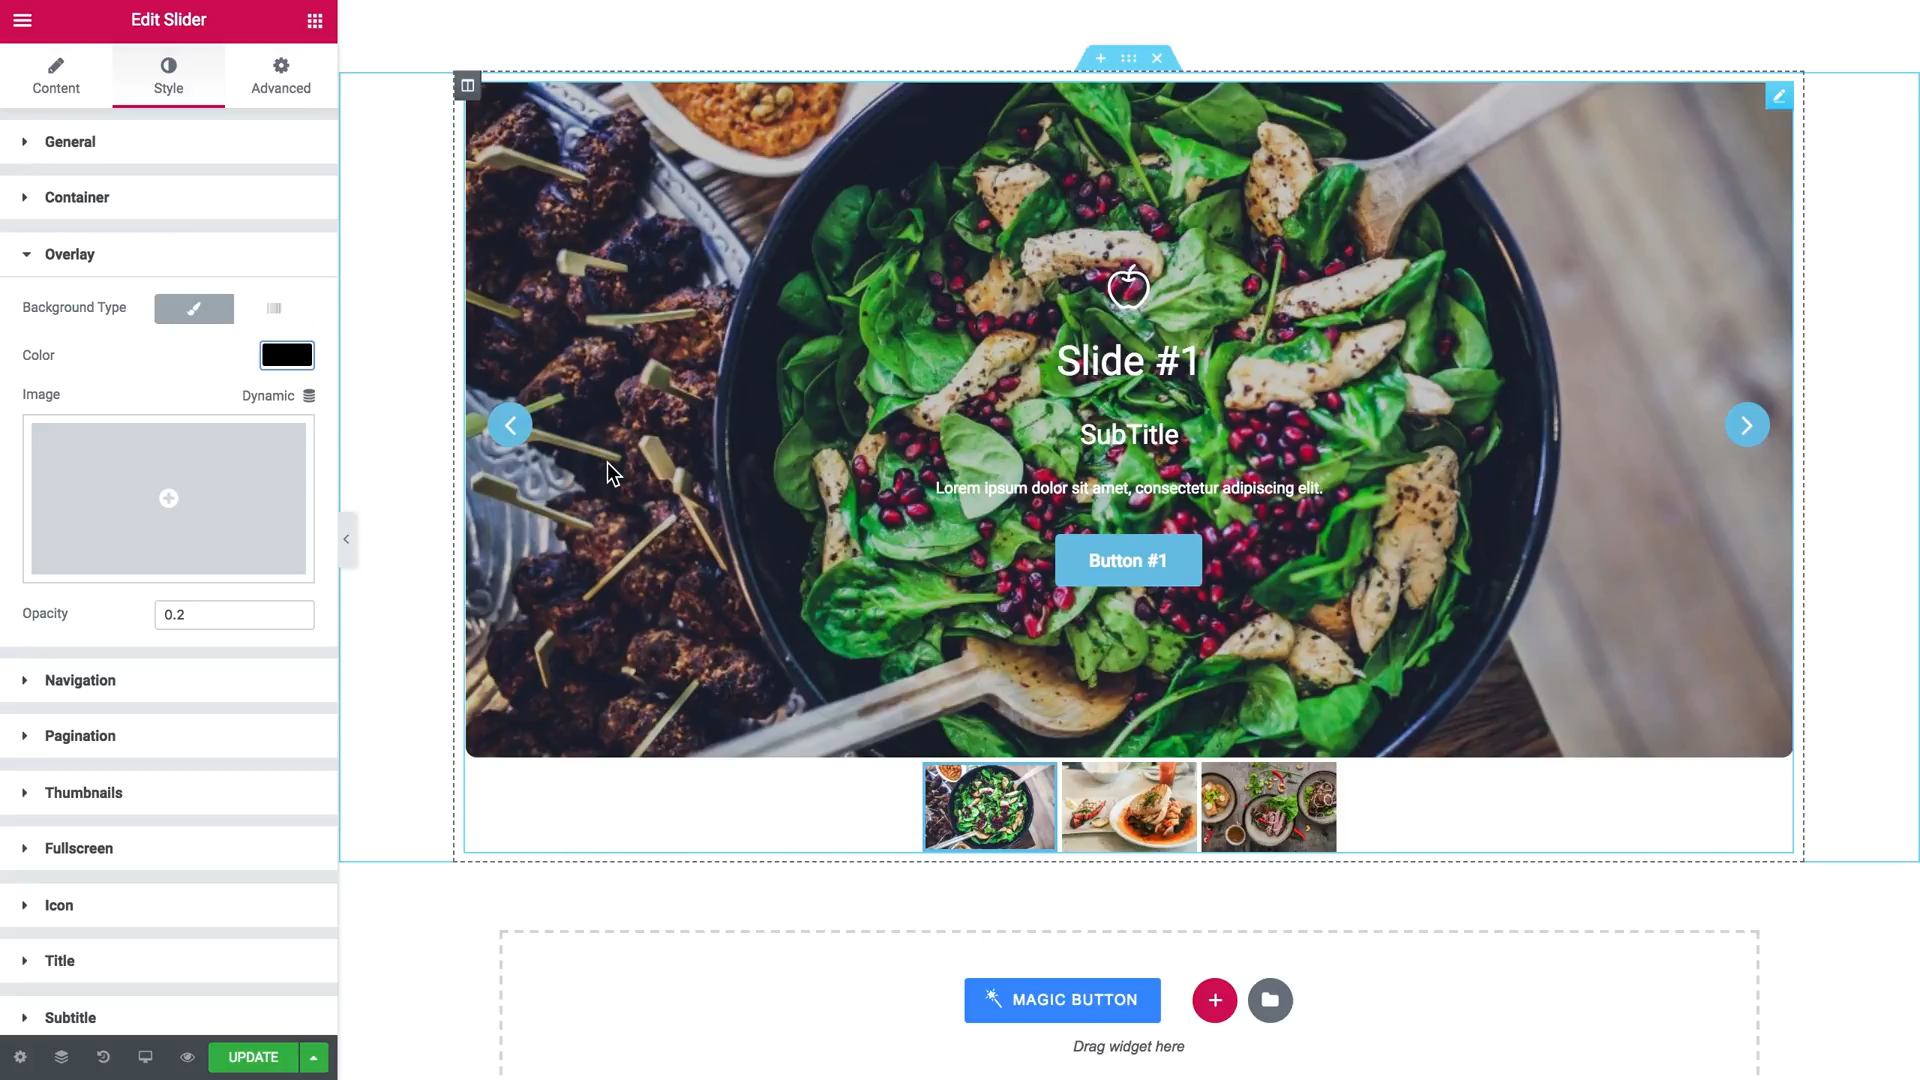 Edit Slider
Content
Style
Advanced
General
Container
Overlay
Background Type
Color
Image
Dynamic
Opacity
0.2
Navigation
Pagination
Thumbnails
Fullscreen
Icon
Title
Subtitle
UPDATE
Slide #1
SubTitle
Lorem ipsum dolor sit amet, consectetur adipiscing elit.
Button #1
MAGIC BUTTON
Drag widget here